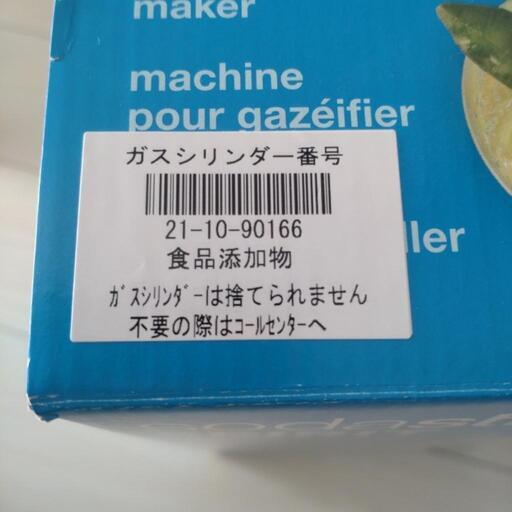 maker
machine
pour gazéifier
ガスシリンダー番号
21-10-90166
食品添加物
ｶﾞｽｼﾘﾝﾀﾞｰは捨てられません
不要の際はｺｰﾙｾﾝﾀｰへ
ller